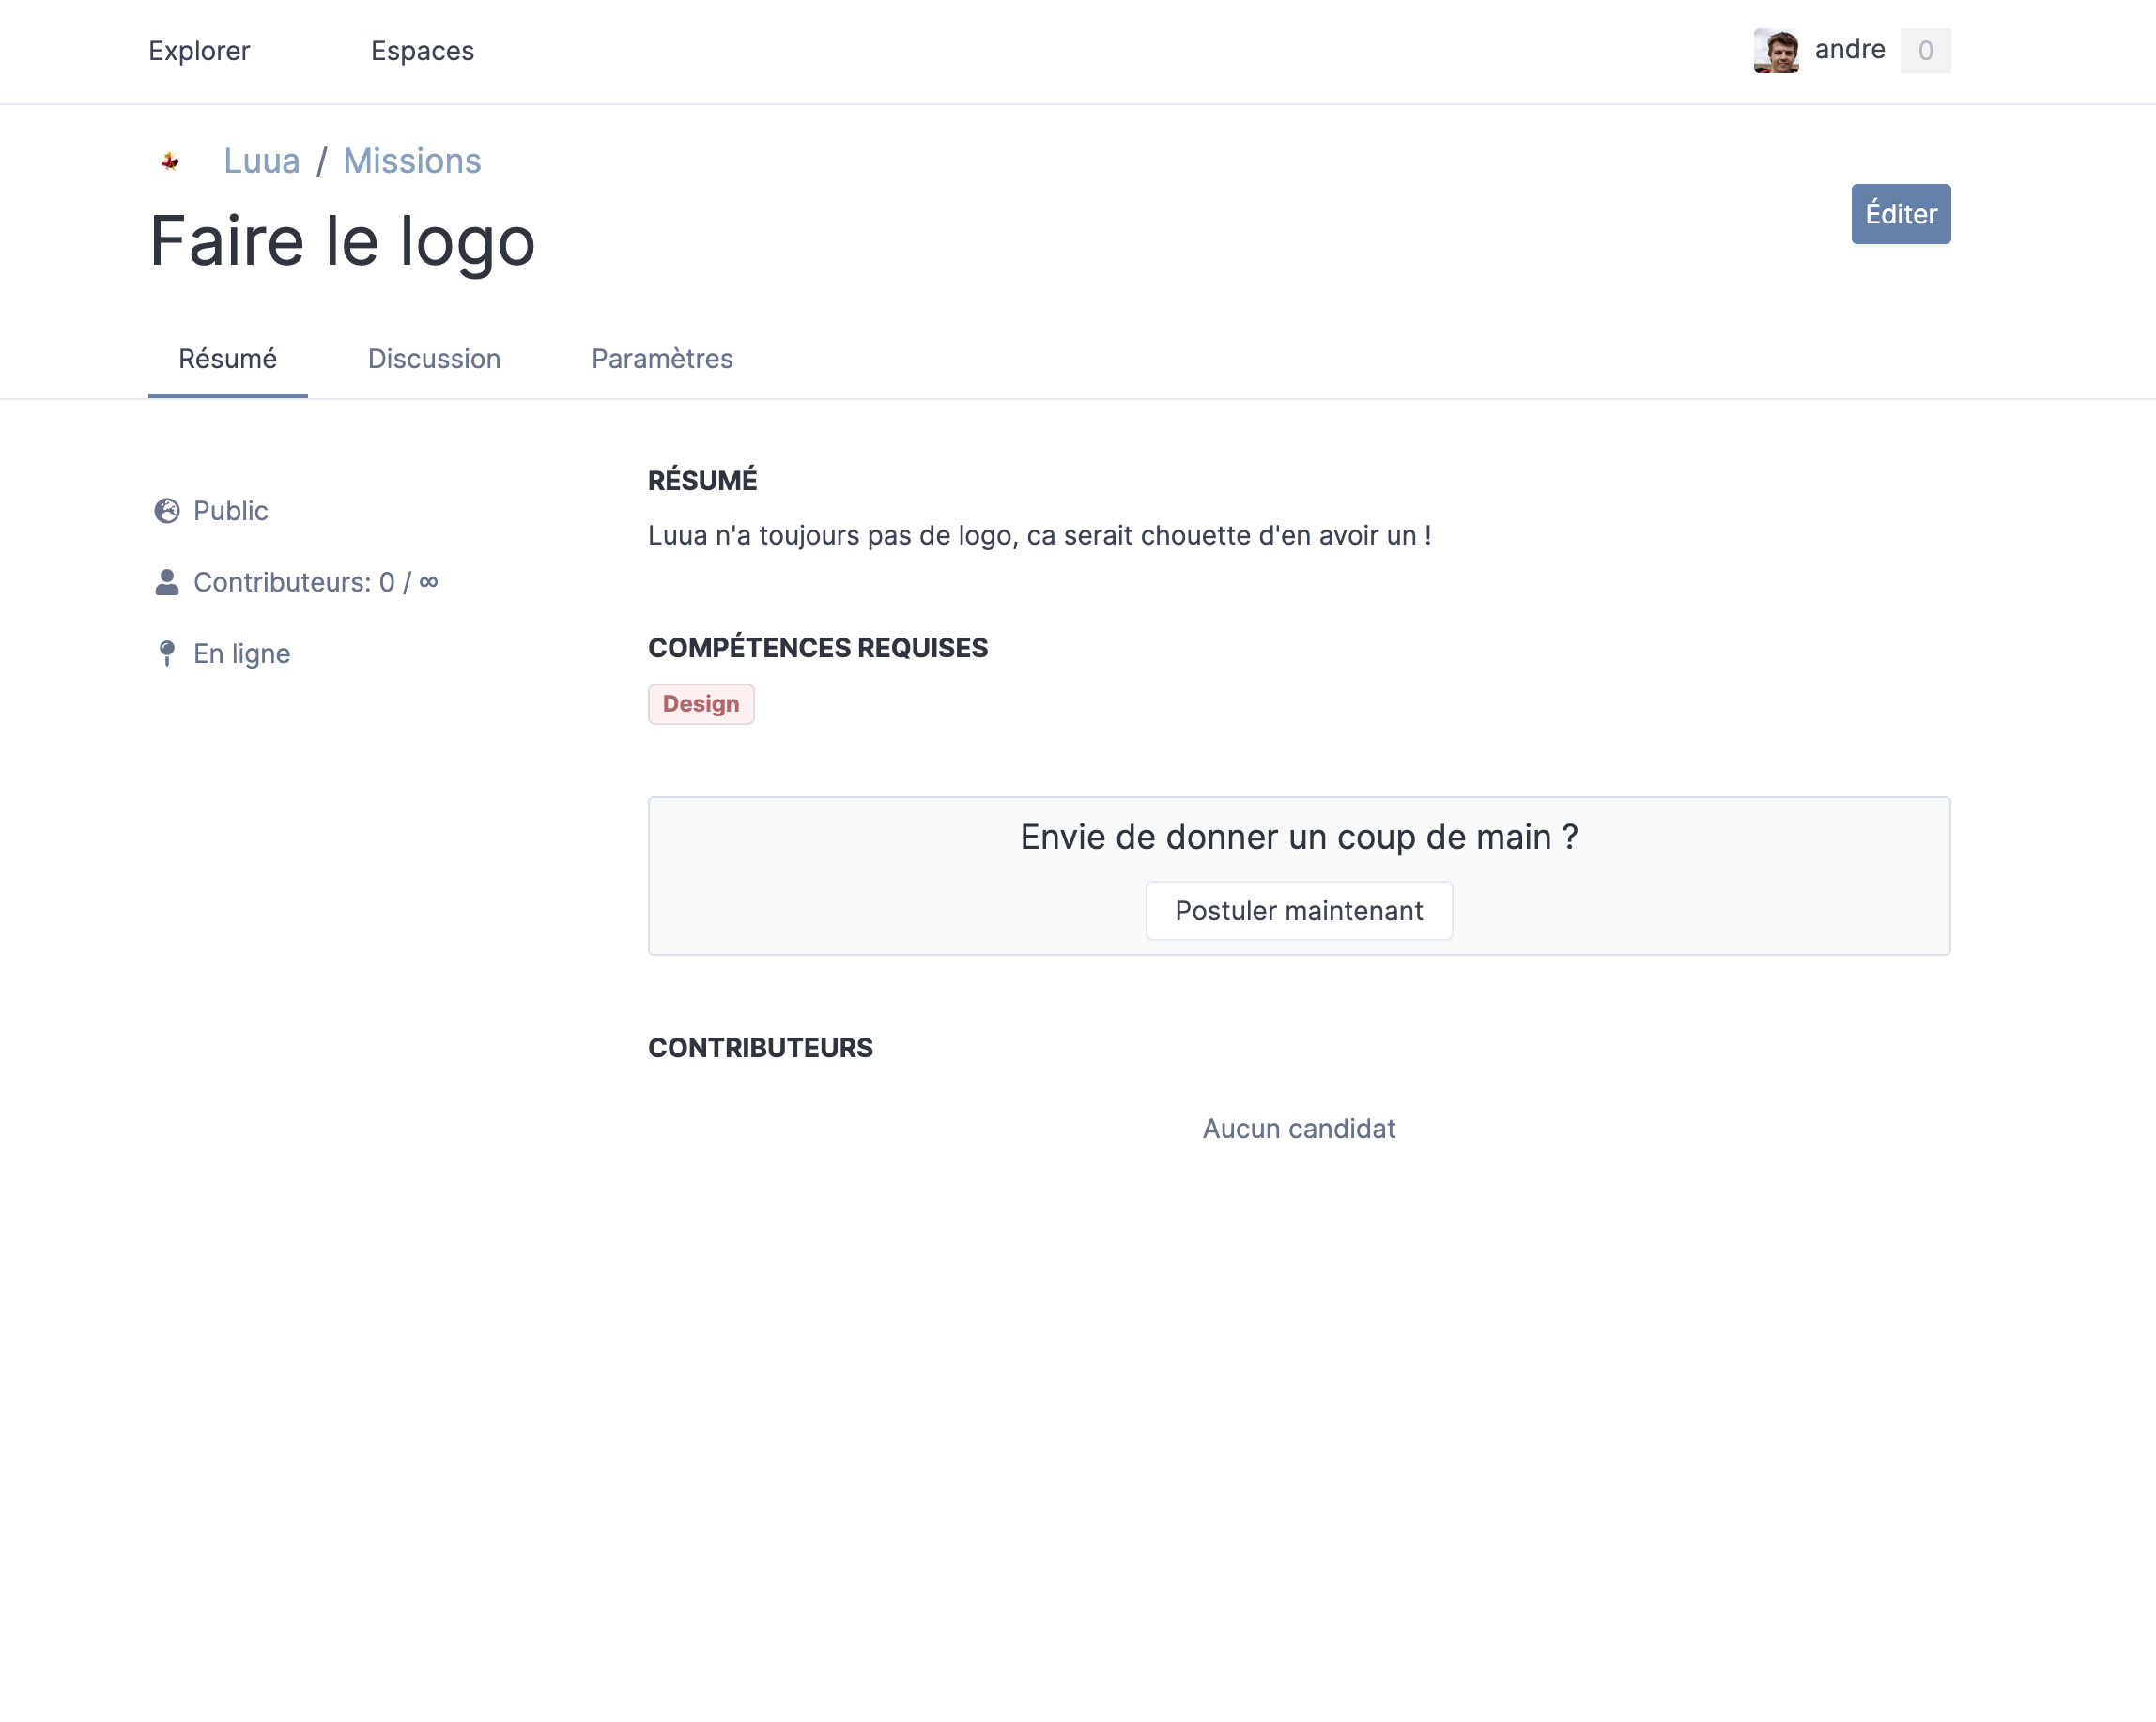 Explorer Espaces andre 0
Luua / Missions
Faire le logo
Éditer
Résumé Discussion Paramètres
Public
Contributeurs: 0 / ∞
En ligne
RÉSUMÉ
Luua n'a toujours pas de logo, ca serait chouette d'en avoir un !
COMPÉTENCES REQUISES
Design
Envie de donner un coup de main ?
Postuler maintenant
CONTRIBUTEURS
Aucun candidat